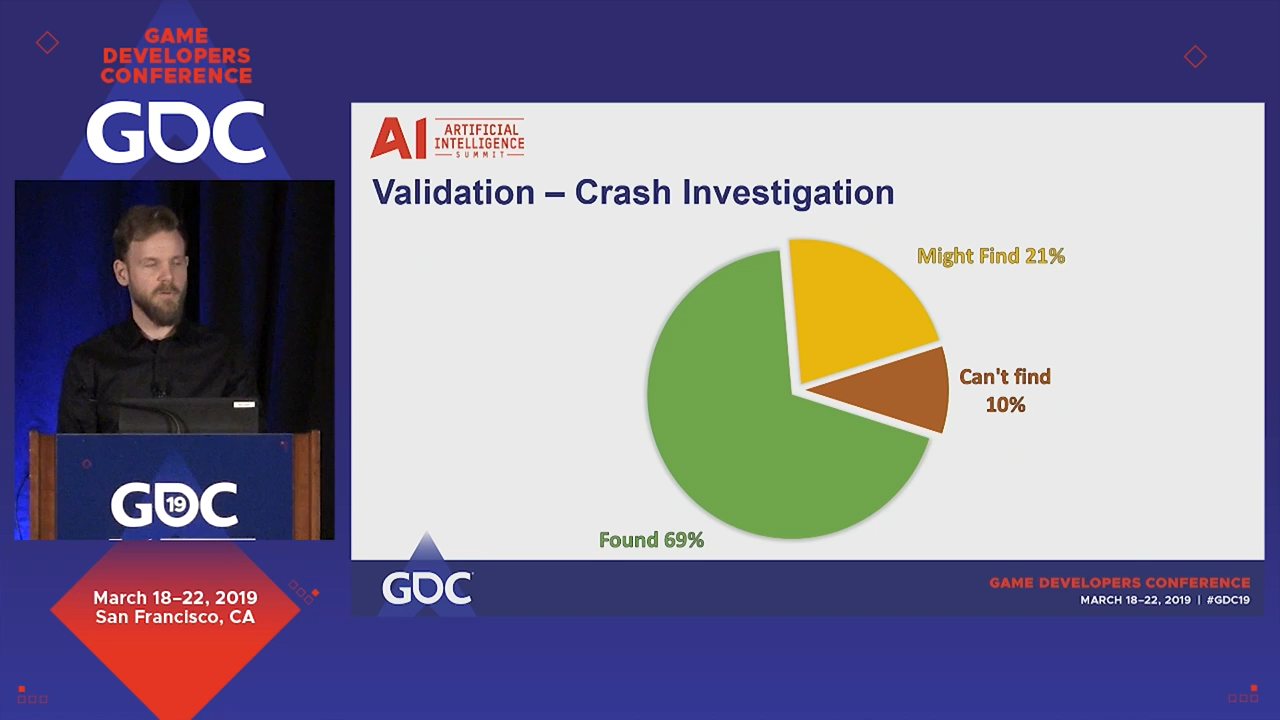 GAME
DEVELOPERS
CONFERENCE
GDC
AI ARTIFICIAL
INTELLIGENCE
SUMMIT
Validation – Crash Investigation
Might Find 21%
Can't find
10%
Found 69%
GDC
19
March 18–22, 2019
San Francisco, CA
GDC
GAME DEVELOPERS CONFERENCE
MARCH 18–22, 2019 | #GDC19